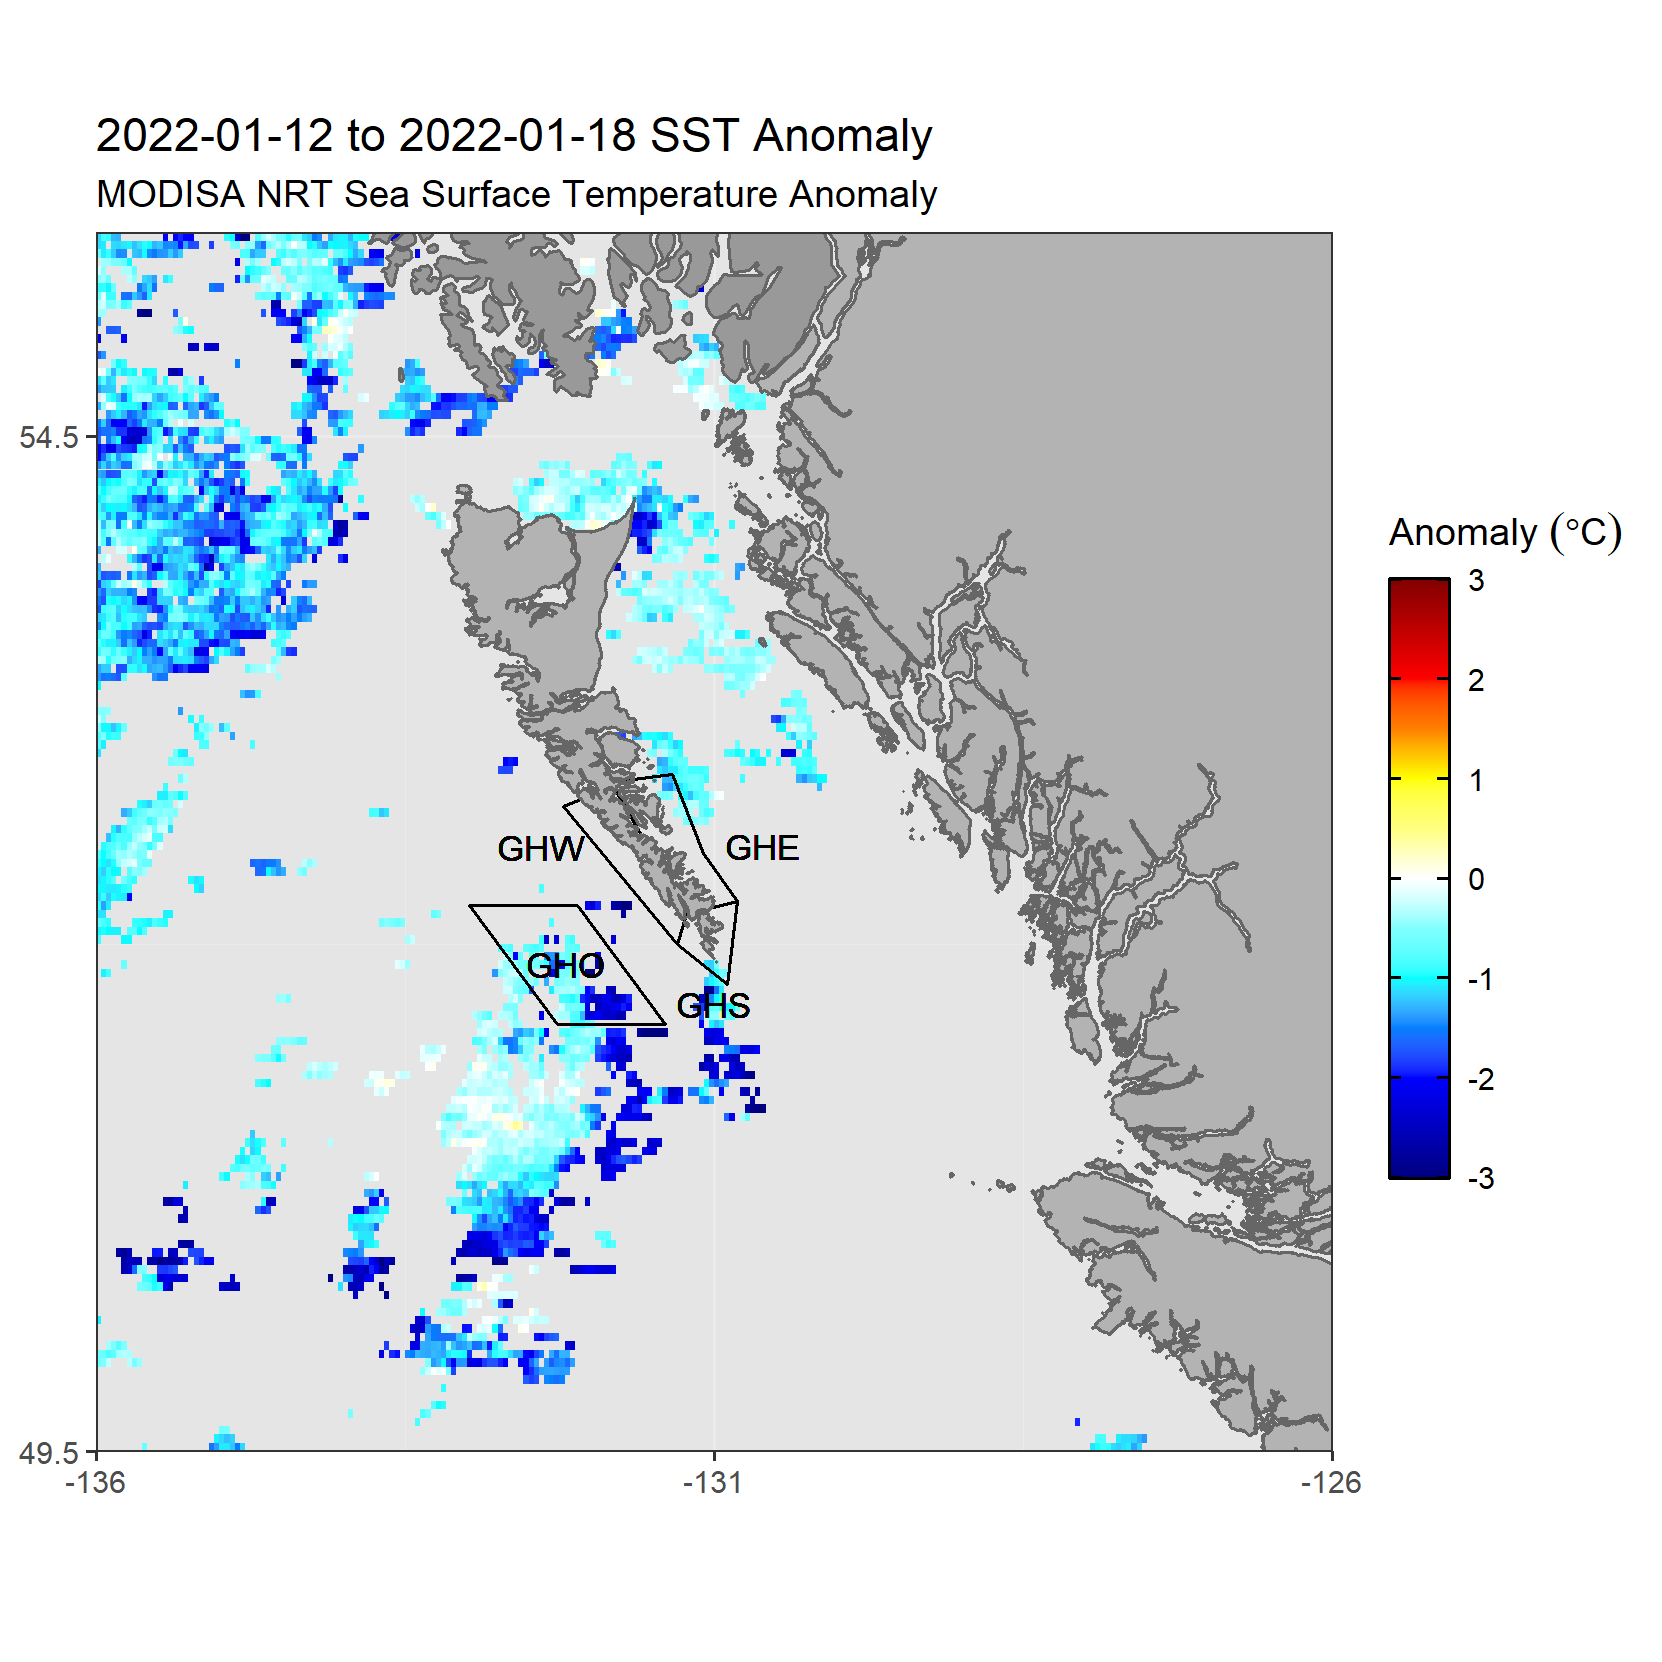 2022-01-12 to 2022-01-18 SST Anomaly
MODISA NRT Sea Surface Temperature Anomaly
54.5
49.5
-136
-131
-126
GHW
GHE
GHO
GHS
Anomaly (°C)
3
2
1
0
-1
-2
-3